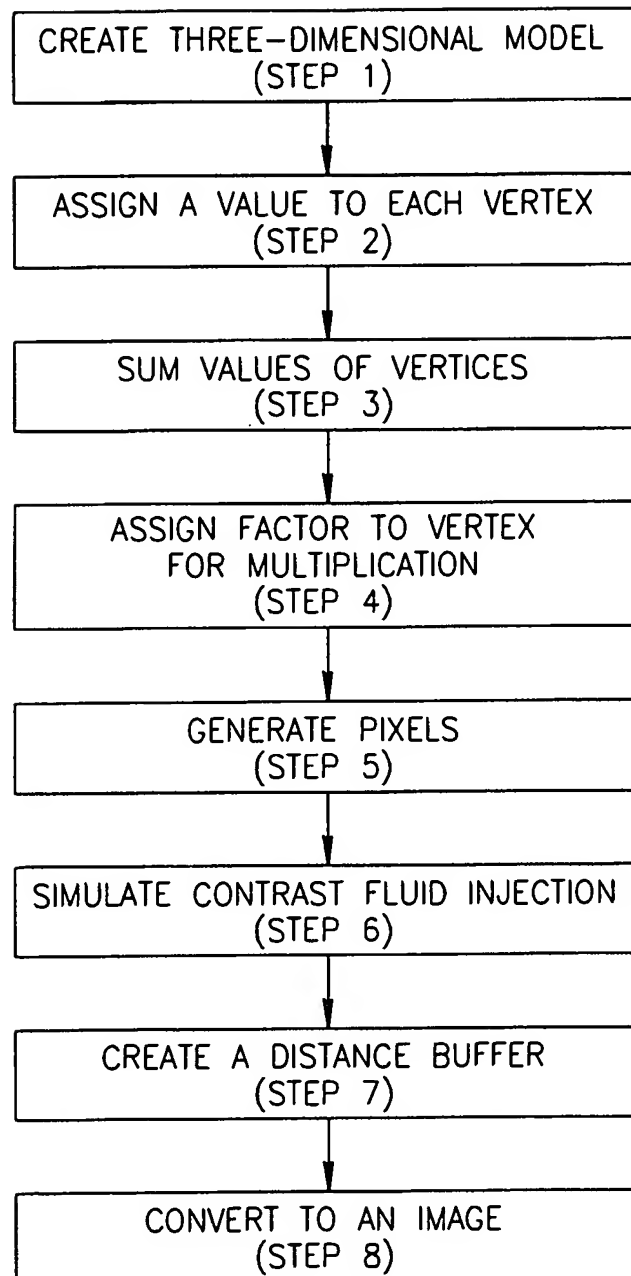 CREATE THREE-DIMENSIONAL MODEL
(STEP 1)
ASSIGN A VALUE TO EACH VERTEX
(STEP 2)
SUM VALUES OF VERTICES
(STEP 3)
ASSIGN FACTOR TO VERTEX
FOR MULTIPLICATION
(STEP 4)
GENERATE PIXELS
(STEP 5)
SIMULATE CONTRAST FLUID INJECTION
(STEP 6)
CREATE A DISTANCE BUFFER
(STEP 7)
CONVERT TO AN IMAGE
(STEP 8)